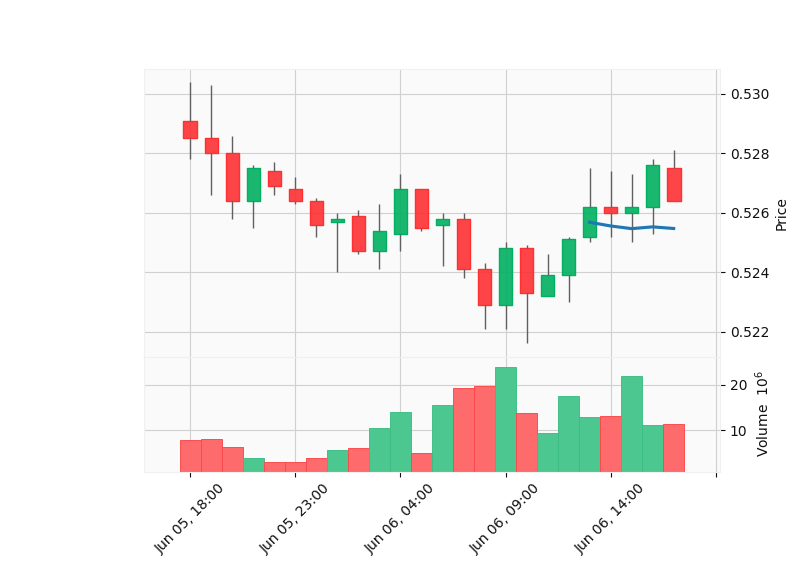 0.530
0.528
0.526
0.524
0.522
Price
20
10
Volume 10^6
Jun 05, 18:00
Jun 05, 23:00
Jun 06, 04:00
Jun 06, 09:00
Jun 06, 14:00